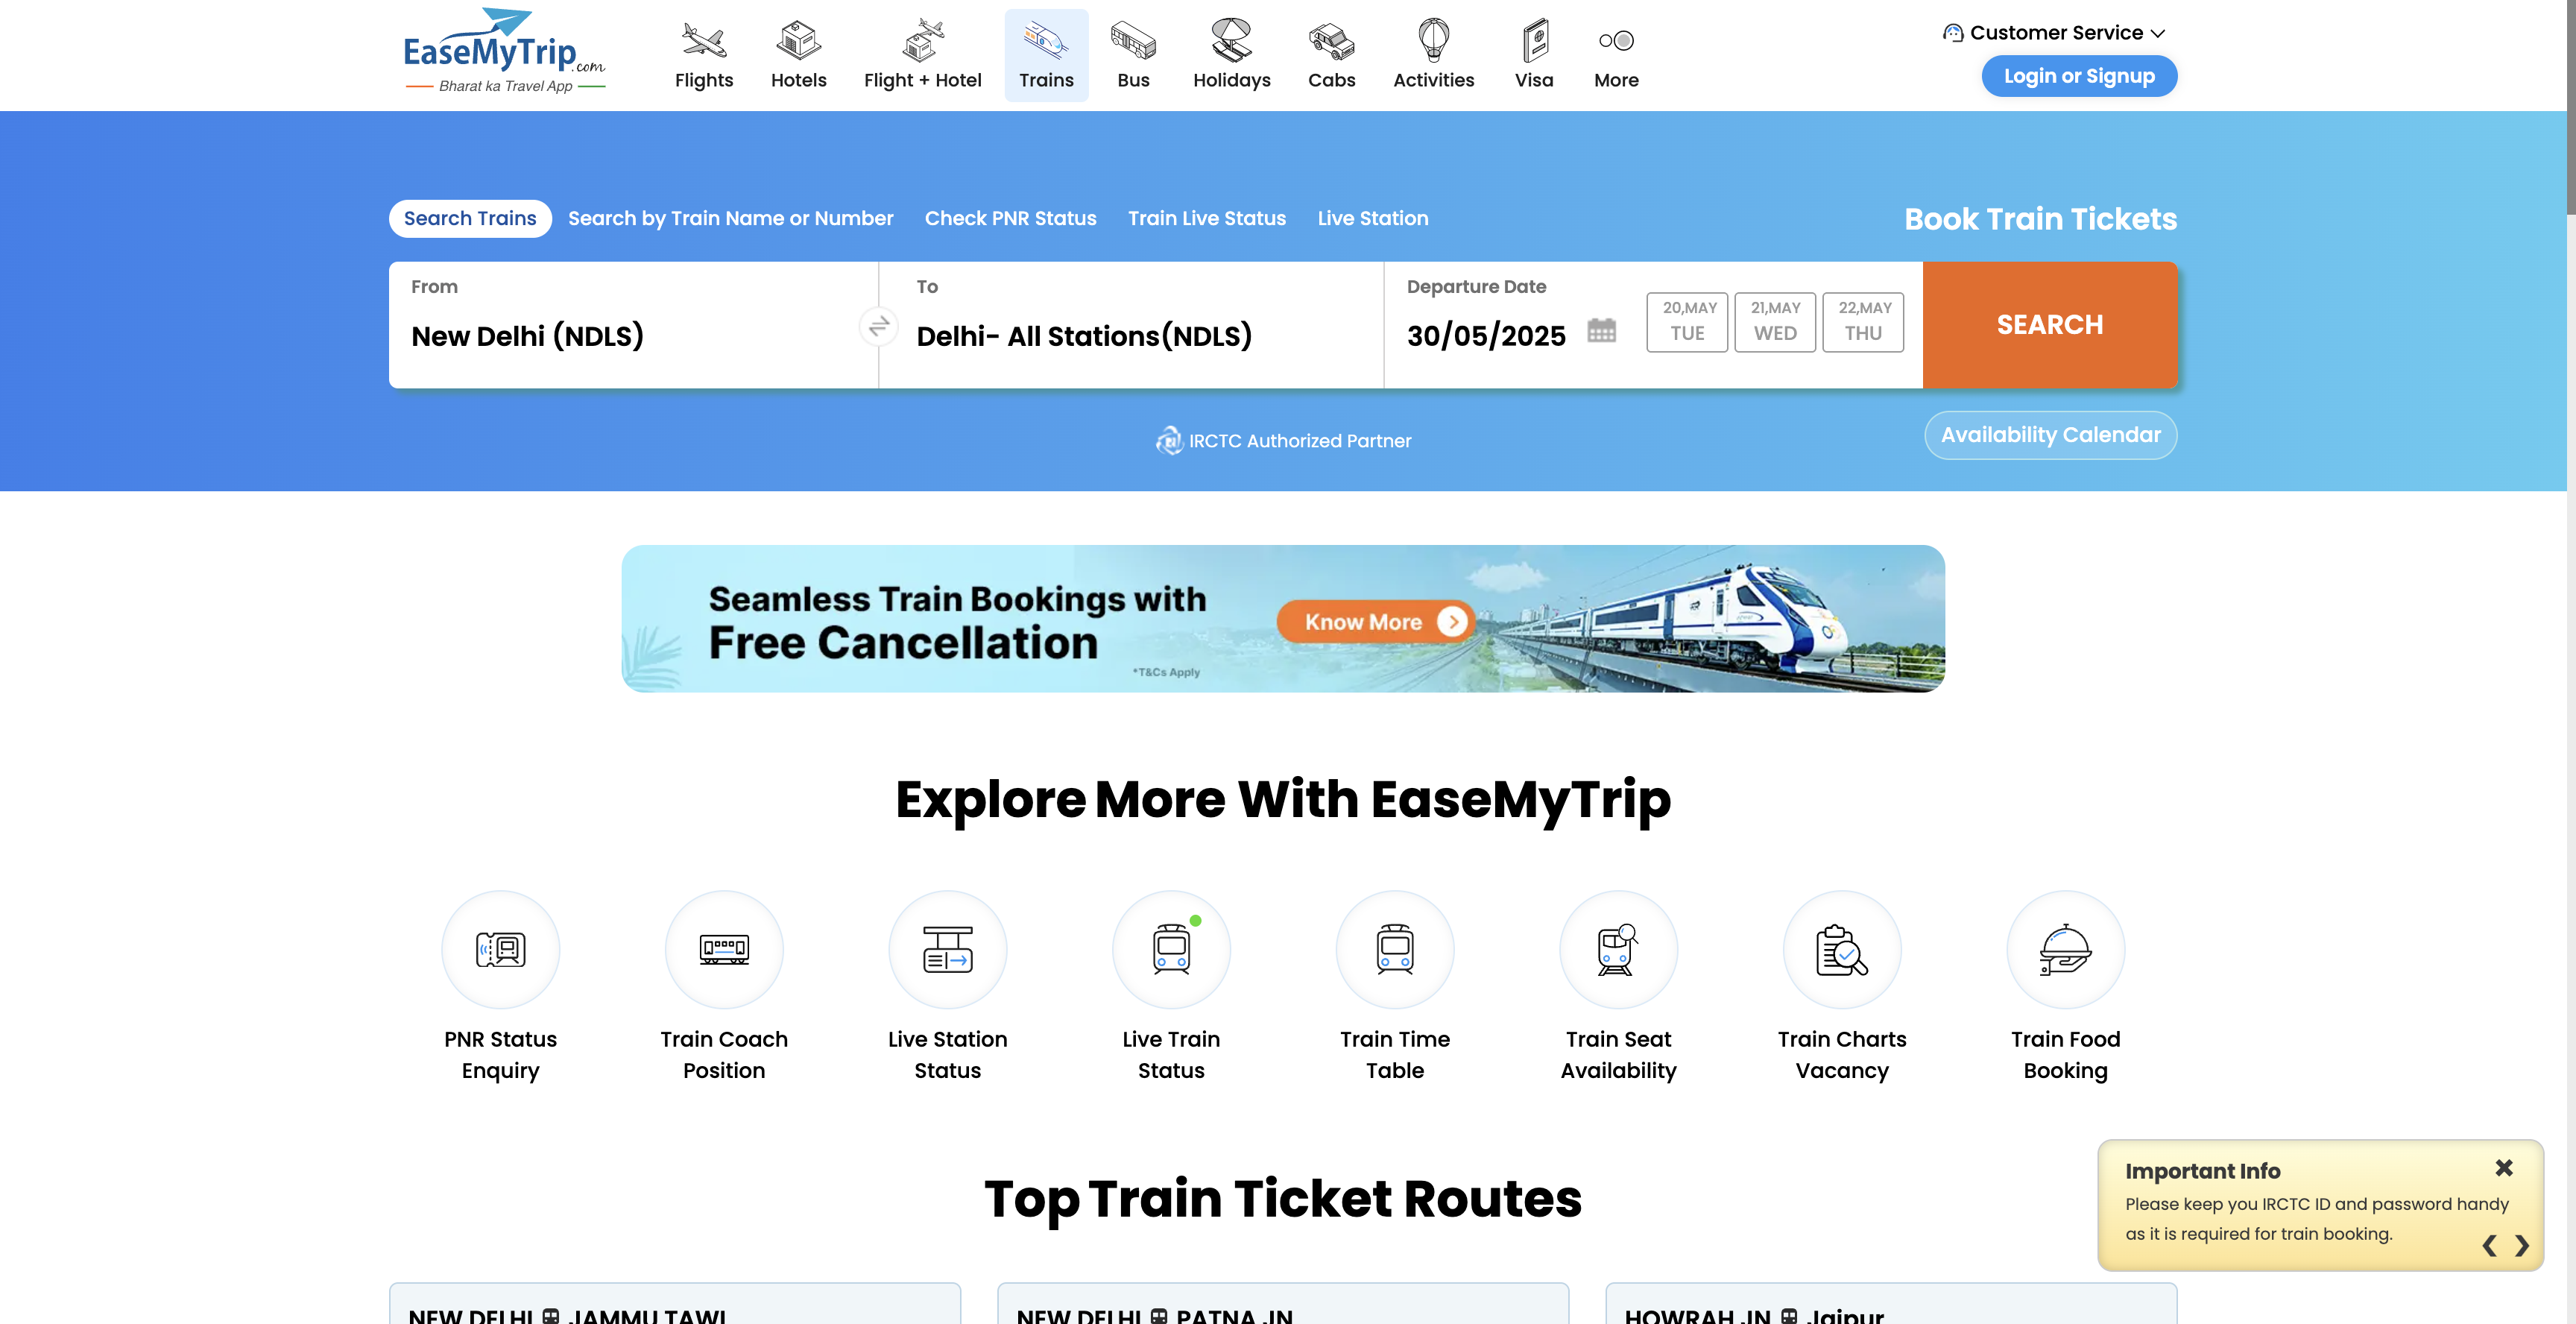 EaseMyTrip.com
Bharat ka Travel App
Flights
Hotels
Flight + Hotel
Trains
Bus
Holidays
Cabs
Activities
Visa
More
Customer Service
Login or Signup
Search Trains
Search by Train Name or Number
Check PNR Status
Train Live Status
Live Station
Book Train Tickets
From
New Delhi (NDLS)
To
Delhi- All Stations(NDLS)
Departure Date
30/05/2025
20,MAY
TUE
21,MAY
WED
22,MAY
THU
SEARCH
IRCTC Authorized Partner
Availability Calendar
Seamless Train Bookings with
Free Cancellation
*T&Cs Apply
Know More
Explore More With EaseMyTrip
PNR Status
Enquiry
Train Coach
Position
Live Station
Status
Live Train
Status
Train Time
Table
Train Seat
Availability
Train Charts
Vacancy
Train Food
Booking
Important Info
Please keep you IRCTC ID and password handy
as it is required for train booking.
Top Train Ticket Routes
NEW DELHI JAMMU TAWI
NEW DELHI PATNA JN
HOWRAH JN Jaipur